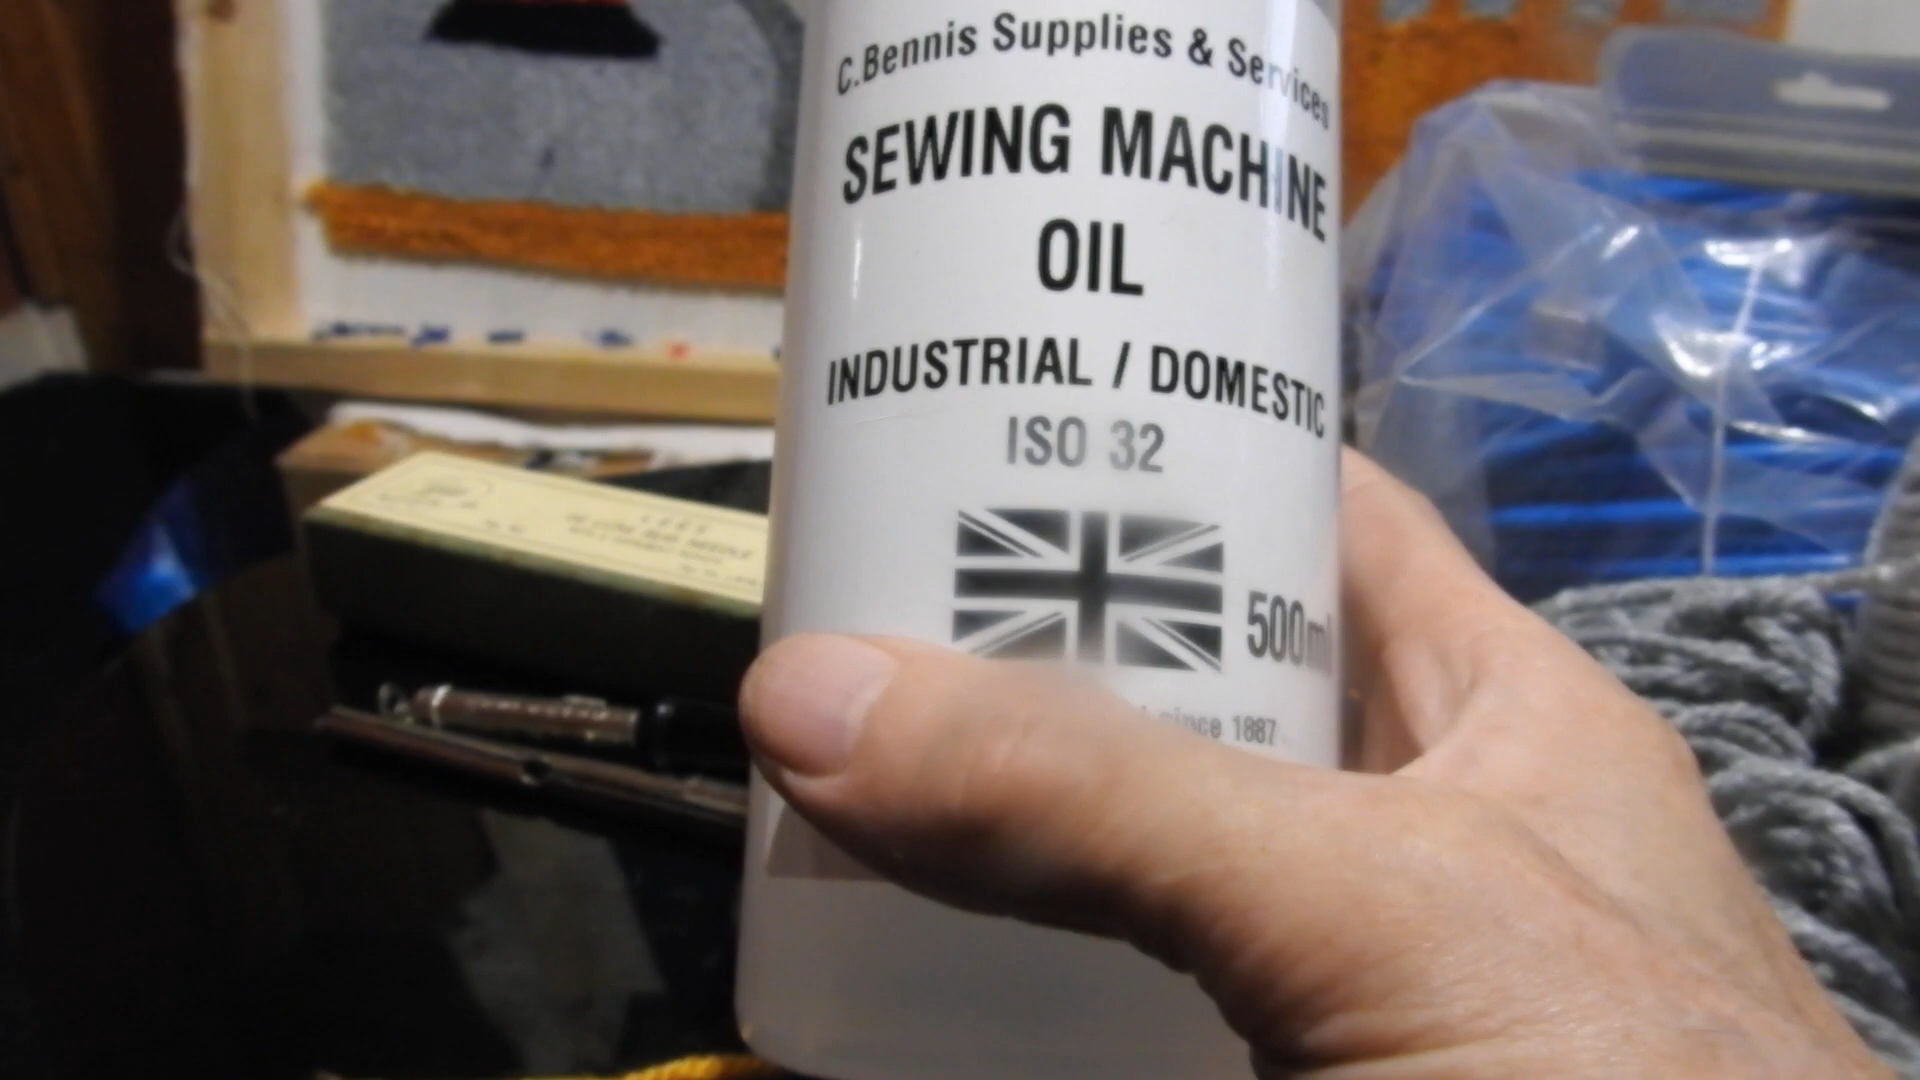 C.Bennis Supplies & Services
SEWING MACHINE
OIL
INDUSTRIAL / DOMESTIC
ISO 32
500ml
since 1887